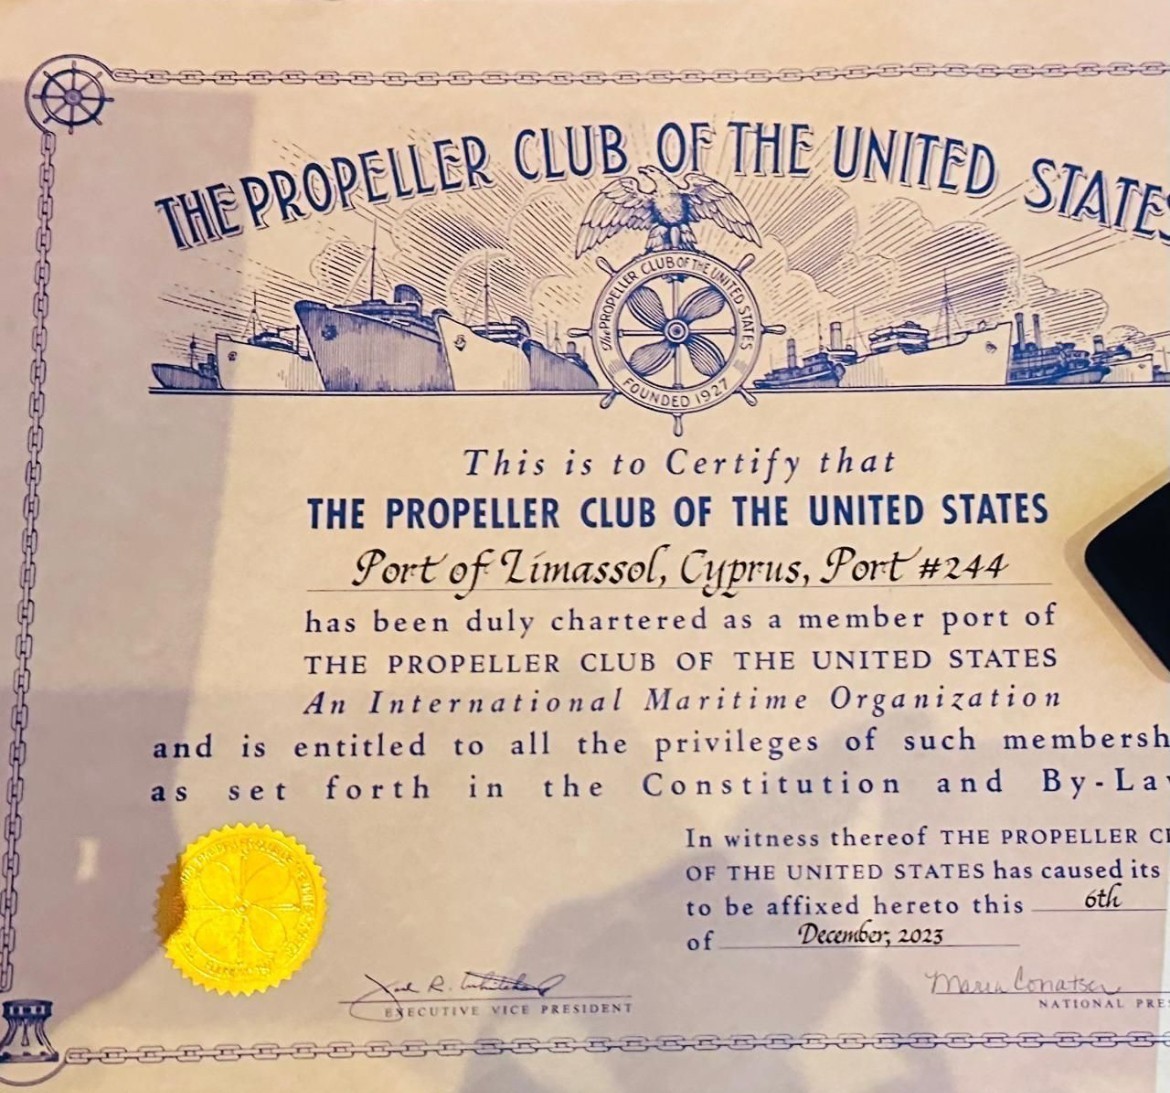 THE PROPELLER CLUB OF THE UNITED STATES
The PROPELLER CLUB OF THE UNITED STATES
FOUNDED 1927
This is to Certify that
THE PROPELLER CLUB OF THE UNITED STATES
Port of Limassol, Cyprus, Port #244
has been duly chartered as a member port of
THE PROPELLER CLUB OF THE UNITED STATES
An International Maritime Organization
and is entitled to all the privileges of such membersh
as set forth in the Constitution and By-La
In witness thereof THE PROPELLER C
OF THE UNITED STATES has caused its
to be affixed hereto this 6th
of December, 2023
Maria Conatser
EXECUTIVE VICE PRESIDENT
NATIONAL PRE